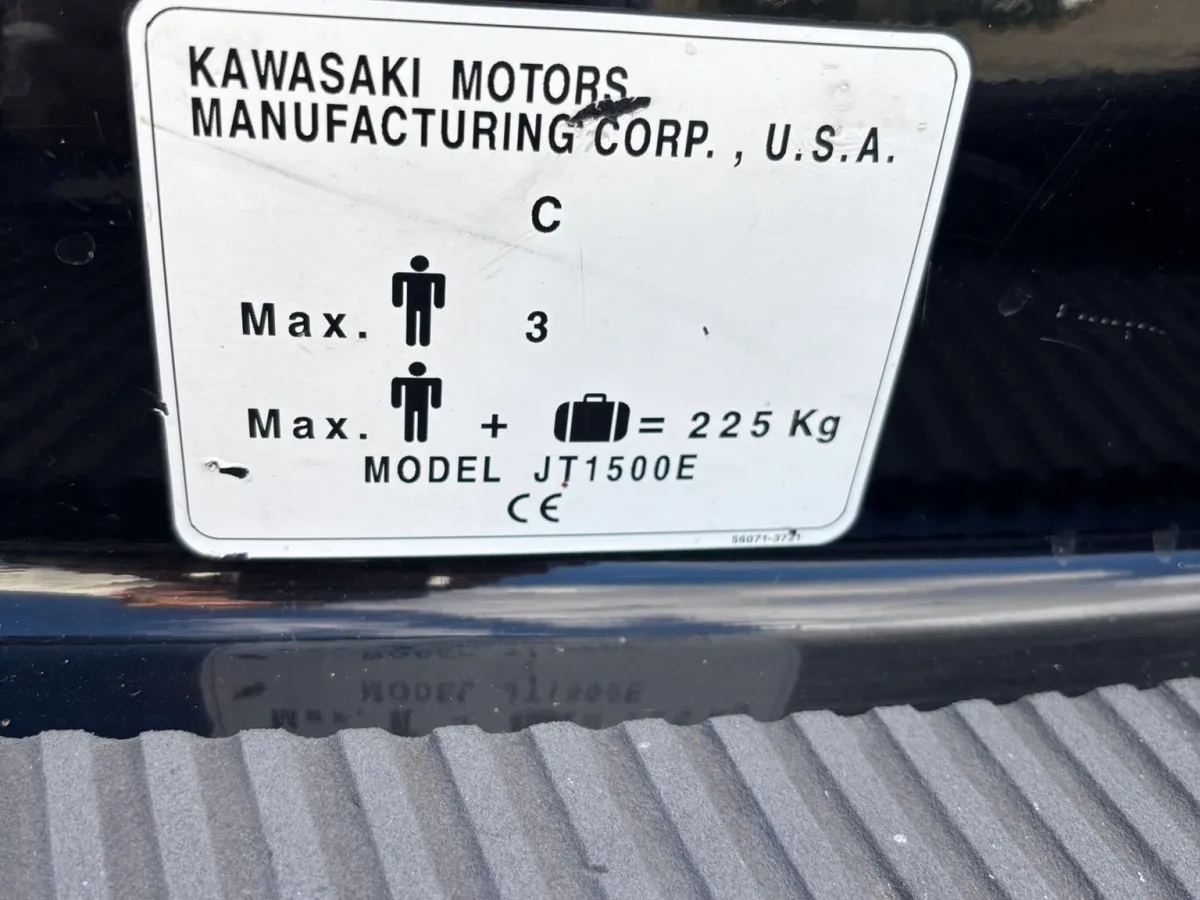 KAWASAKI MOTORS
MANUFACTURING CORP., U.S.A.
C
Max. 3
Max. + = 225 Kg
MODEL JT1500E
CE
56071-3721